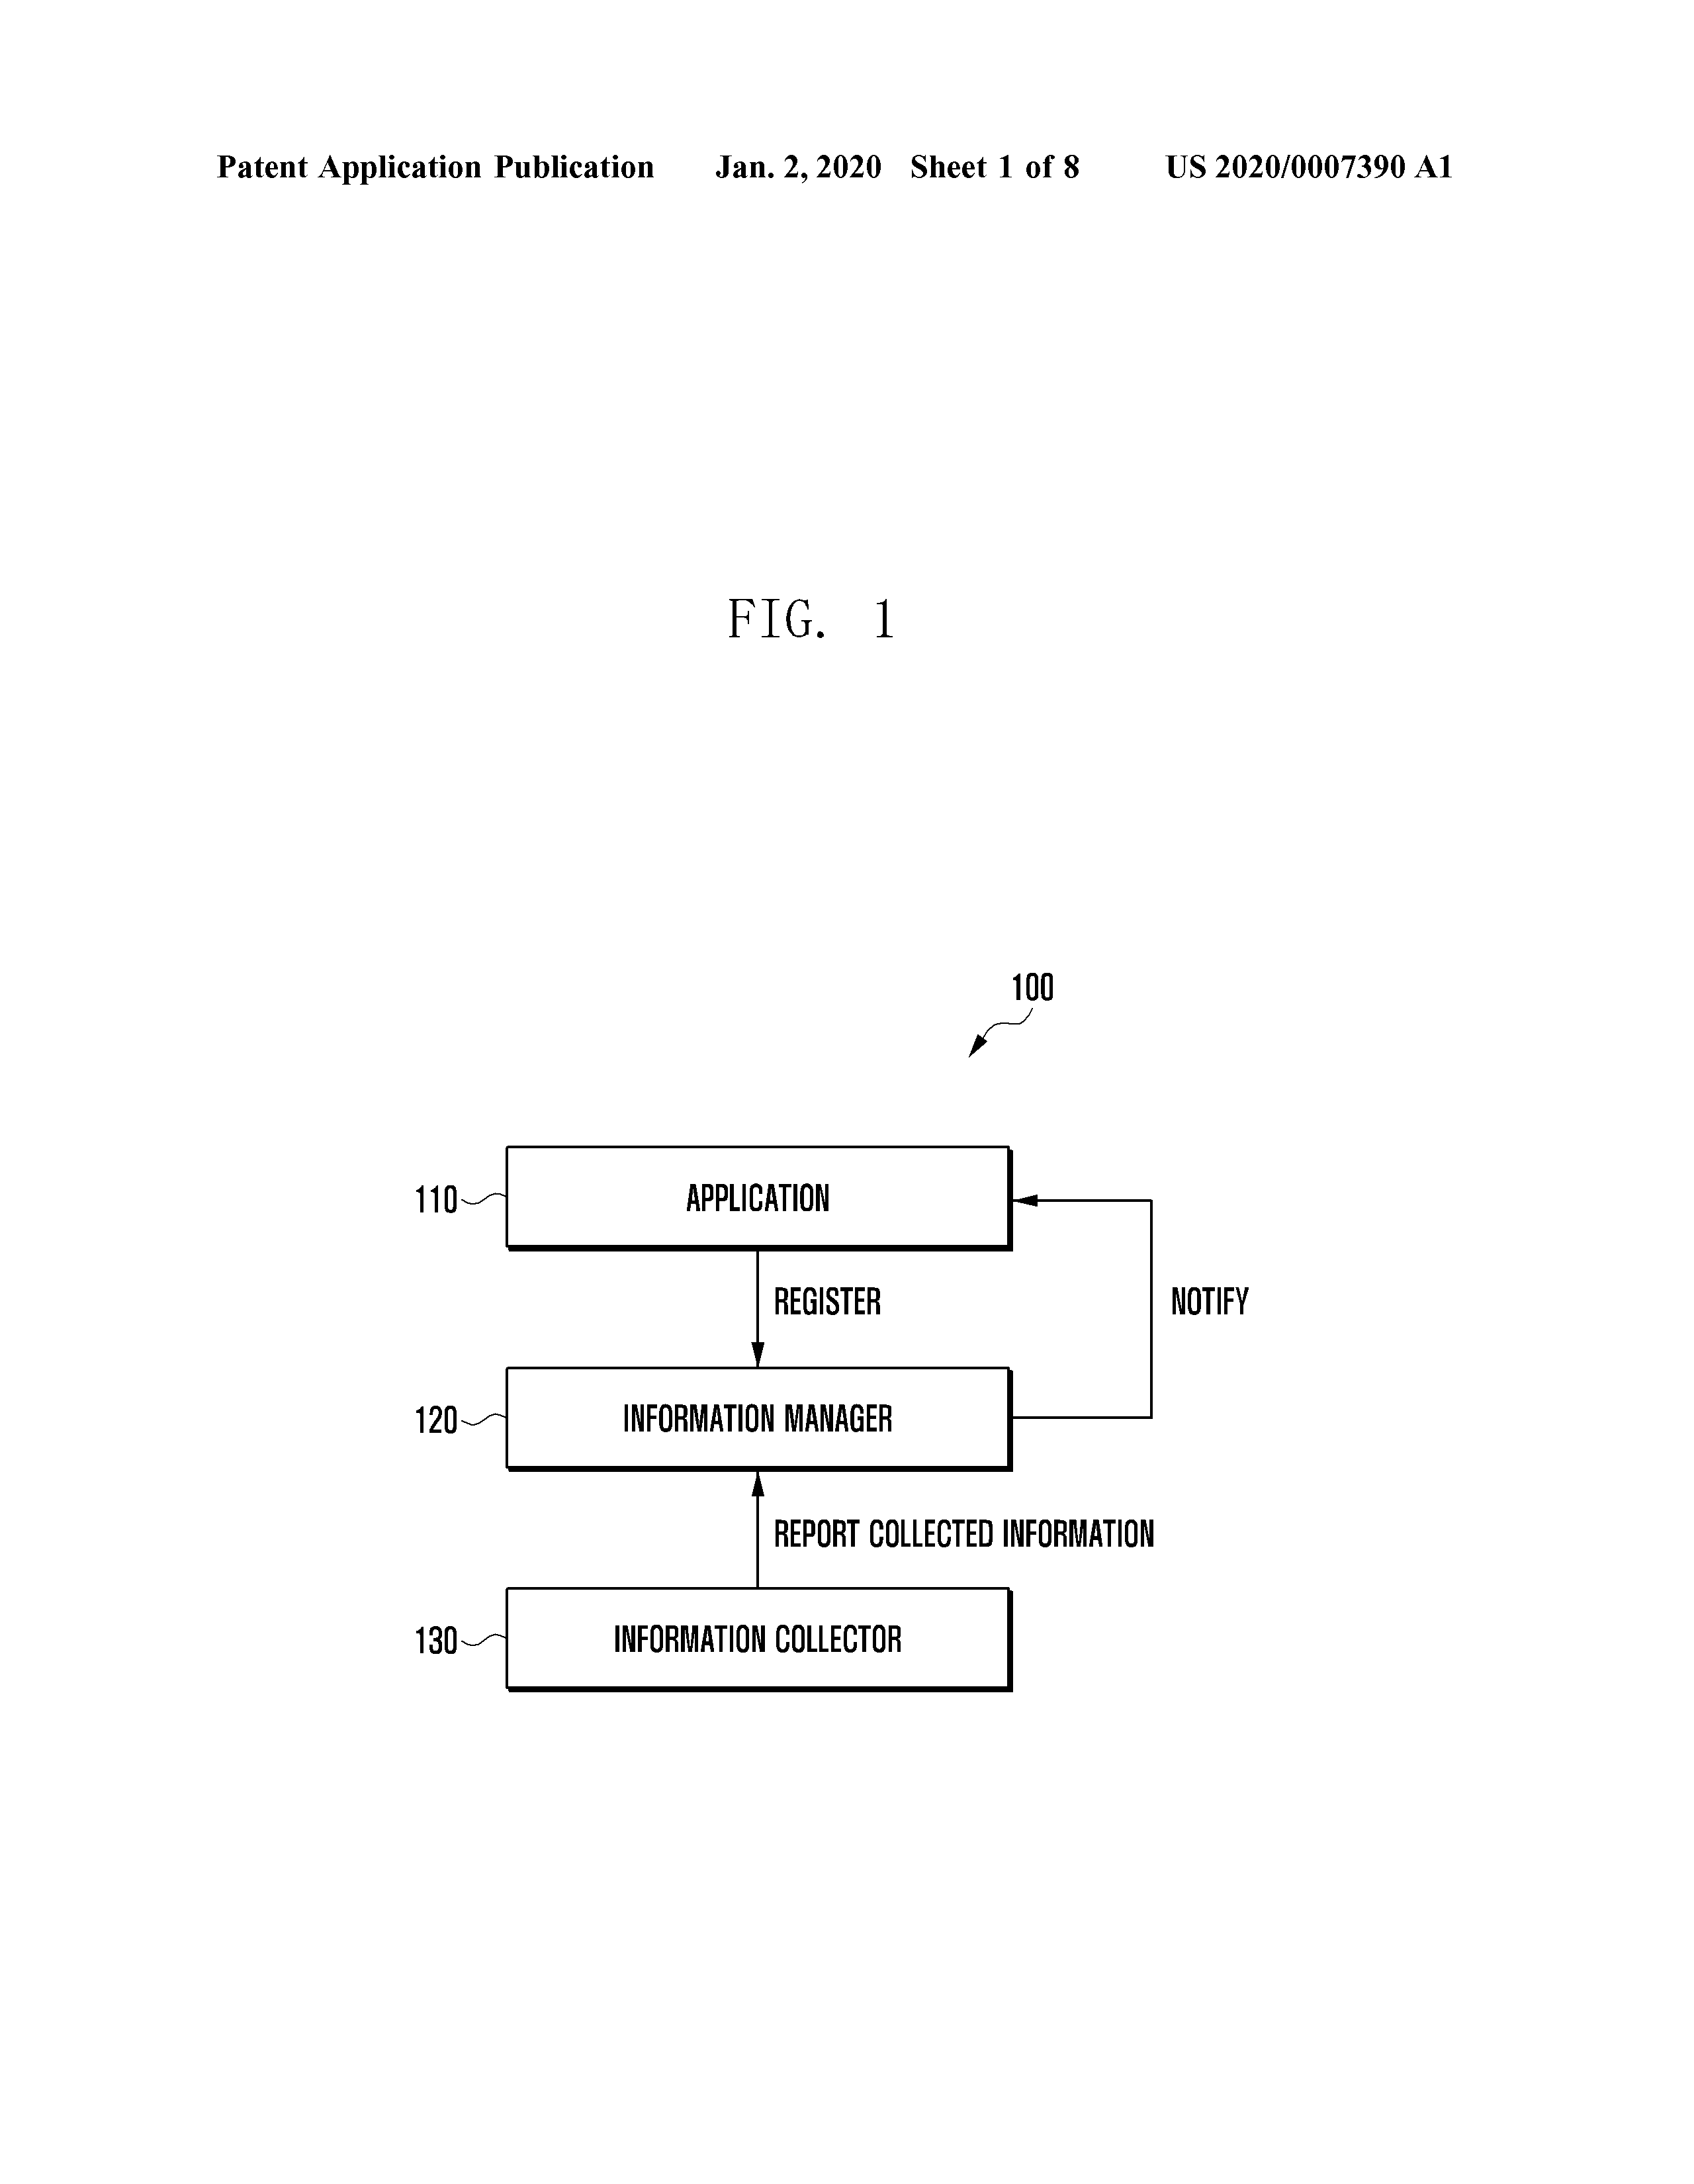 Patent Application Publication Jan. 2, 2020 Sheet 1 of 8 US 2020/0007390 A1
FIG. 1
100
110 APPLICATION
REGISTER NOTIFY
120 INFORMATION MANAGER
REPORT COLLECTED INFORMATION
130 INFORMATION COLLECTOR